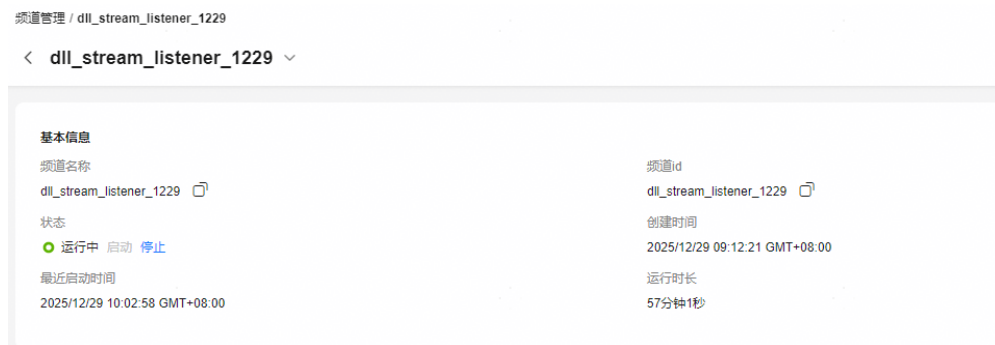 频道管理 / dll_stream_listener_1229
dll_stream_listener_1229
基本信息
频道名称
dll_stream_listener_1229
频道id
dll_stream_listener_1229
状态
运行中 启动 停止
创建时间
2025/12/29 09:12:21 GMT+08:00
最近启动时间
2025/12/29 10:02:58 GMT+08:00
运行时长
57分钟1秒